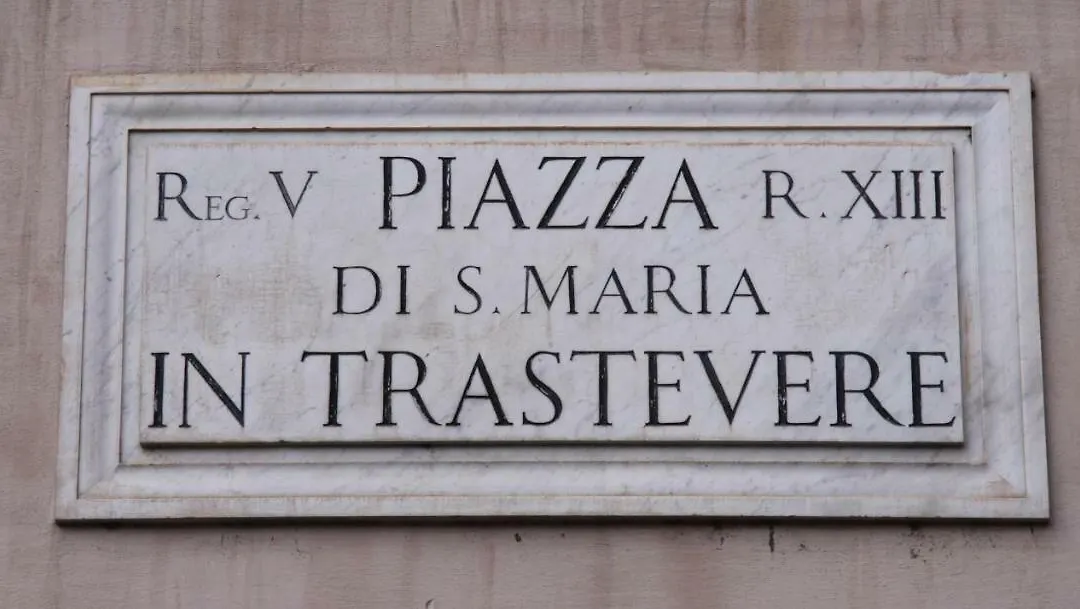 REG. V PIAZZA R. XIII
DI S. MARIA
IN TRASTEVERE